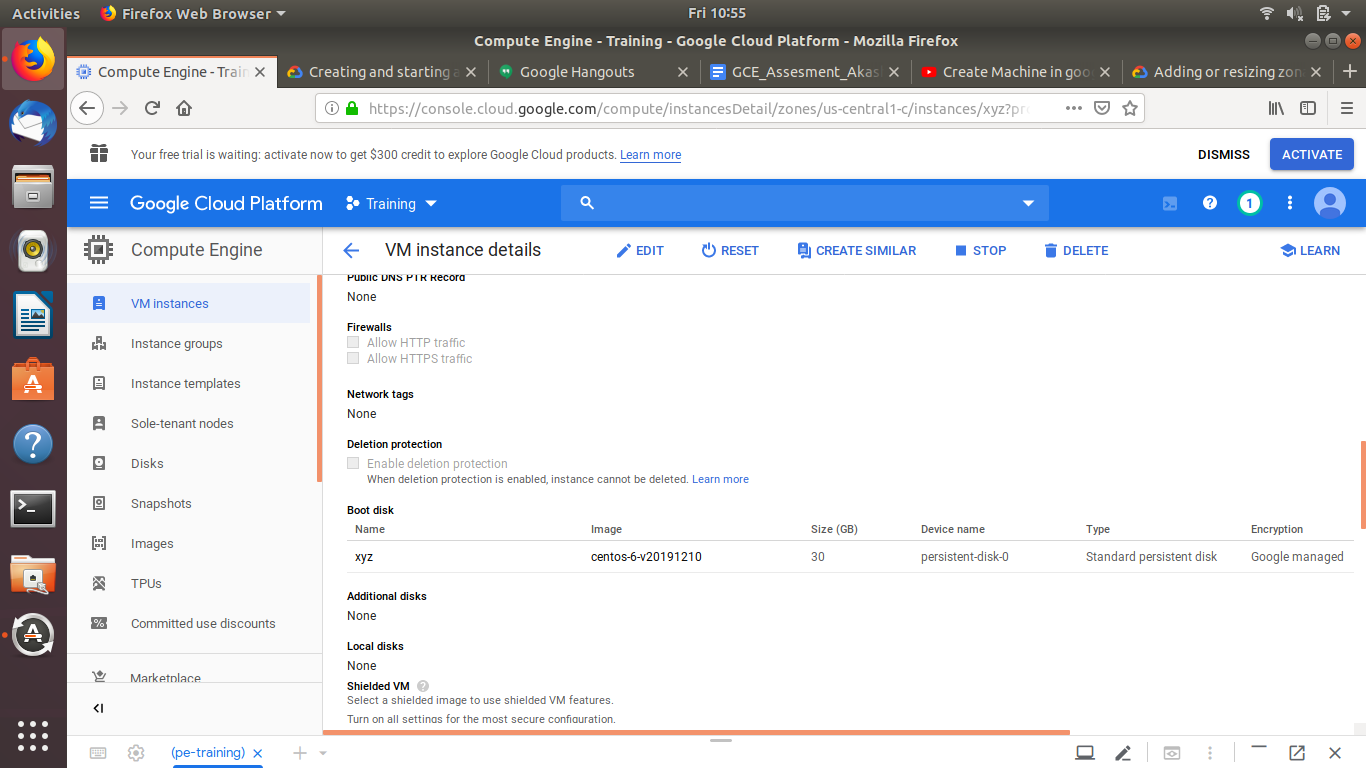 Activities Firefox Web Browser Fri 10:55
Compute Engine - Training - Google Cloud Platform - Mozilla Firefox
Compute Engine - Train Creating and starting a Google Hangouts GCE_Assesment_Akas Create Machine in goo Adding or resizing zon
https://console.cloud.google.com/compute/instancesDetail/zones/us-central1-c/instances/xyz?pr
Your free trial is waiting: activate now to get $300 credit to explore Google Cloud products. Learn more DISMISS ACTIVATE
Google Cloud Platform Training 1
Compute Engine VM instance details EDIT RESET CREATE SIMILAR STOP DELETE LEARN
VM instances
Instance groups
Instance templates
Sole-tenant nodes
Disks
Snapshots
Images
TPUs
Committed use discounts
Marketplace
Public DNS PTR Record
None
Firewalls
Allow HTTP traffic
Allow HTTPS traffic
Network tags
None
Deletion protection
Enable deletion protection
When deletion protection is enabled, instance cannot be deleted. Learn more
Boot disk
Name Image Size (GB) Device name Type Encryption
xyz centos-6-v20191210 30 persistent-disk-0 Standard persistent disk Google managed
Additional disks
None
Local disks
None
Shielded VM ?
Select a shielded image to use shielded VM features.
Turn on all settings for the most secure configuration.
(pe-training)